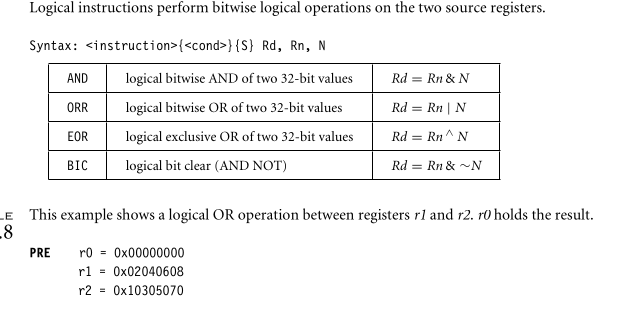 Logical instructions perform bitwise logical operations on the two source registers.
Syntax: <instruction>{<cond>}{S} Rd, Rn, N
AND logical bitwise AND of two 32-bit values Rd = Rn & N
ORR logical bitwise OR of two 32-bit values Rd = Rn | N
EOR logical exclusive OR of two 32-bit values Rd = Rn ^ N
BIC logical bit clear (AND NOT) Rd = Rn & ~N
LE This example shows a logical OR operation between registers r1 and r2. r0 holds the result.
.8
PRE r0 = 0x00000000
r1 = 0x02040608
r2 = 0x10305070